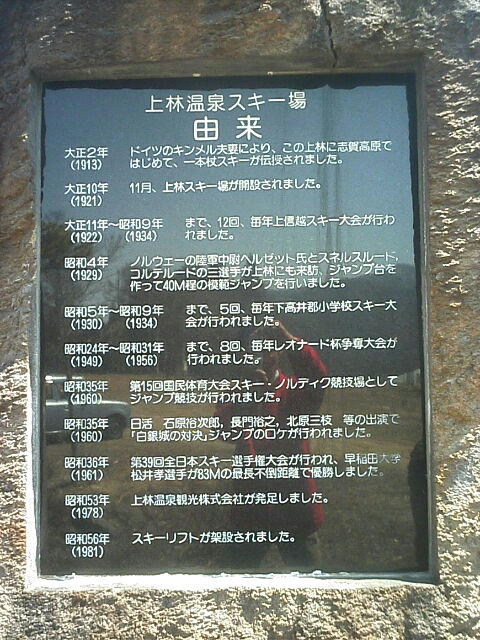 上林温泉スキー場
由来
大正2年 ドイツのキンメル夫妻により、この上林に志賀高原で
(1913) はじめて、一本杖スキーが伝授されました。
大正10年 11月、上林スキー場が開設されました。
(1921)
大正11年〜昭和9年 まで、12回、毎年上信越スキー大会が行わ
(1922) (1934) れました。
昭和4年 ノルウェーの陸軍中尉ヘルゼット氏とスネルスルード,
(1929) コルテルードの三選手が上林にも来訪、ジャンプ台を
作って40M程の模範ジャンプを行いました。
昭和5年〜昭和9年 まで、5回、毎年下高井郡小学校スキー大
(1930) (1934) 会が行われました。
昭和24年〜昭和31年 まで、8回、毎年レオナード杯争奪大会が
(1949) (1956) 行われました。
昭和35年 第15回国民体育大会スキー・ノルディク競技場として
(1960) ジャンプ競技が行われました。
昭和35年 日活 石原裕次郎,長門裕之,北原三枝 等の出演で
(1960) 「白銀城の対決」ジャンプのロケが行われました。
昭和36年 第39回全日本スキー選手権大会が行われ、早稲田大学
(1961) 松井孝選手が83Mの最長不倒距離で優勝しました。
昭和53年 上林温泉観光株式会社が発足しました。
(1978)
昭和56年 スキーリフトが架設されました。
(1981)